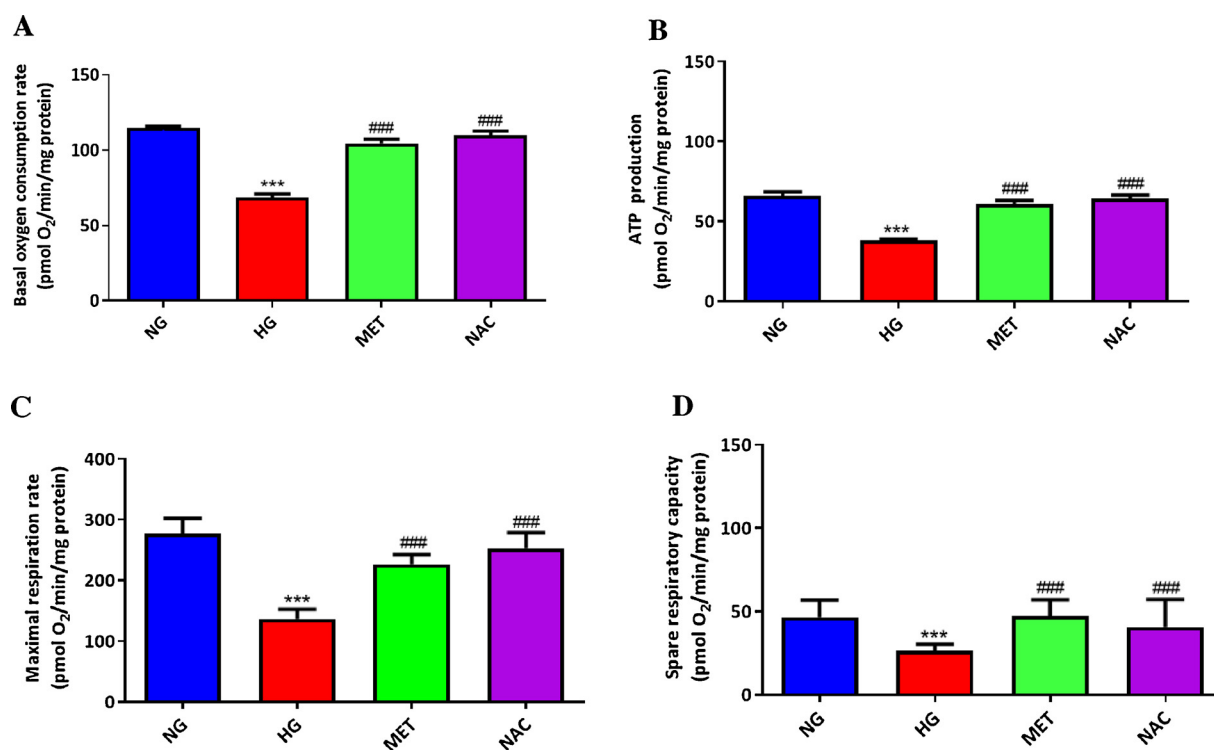 A
Basal oxygen consumption rate
(pmol O₂/min/mg protein)
150
100
50
0
***
###
###
NG
HG
MET
NAC
B
ATP production
(pmol O₂/min/mg protein)
150
100
50
0
***
###
###
NG
HG
MET
NAC
C
Maximal respiration rate
(pmol O₂/min/mg protein)
400
300
200
100
0
***
###
###
NG
HG
MET
NAC
D
Spare respiratory capacity
(pmol O₂/min/mg protein)
150
100
50
0
***
###
###
NG
HG
MET
NAC